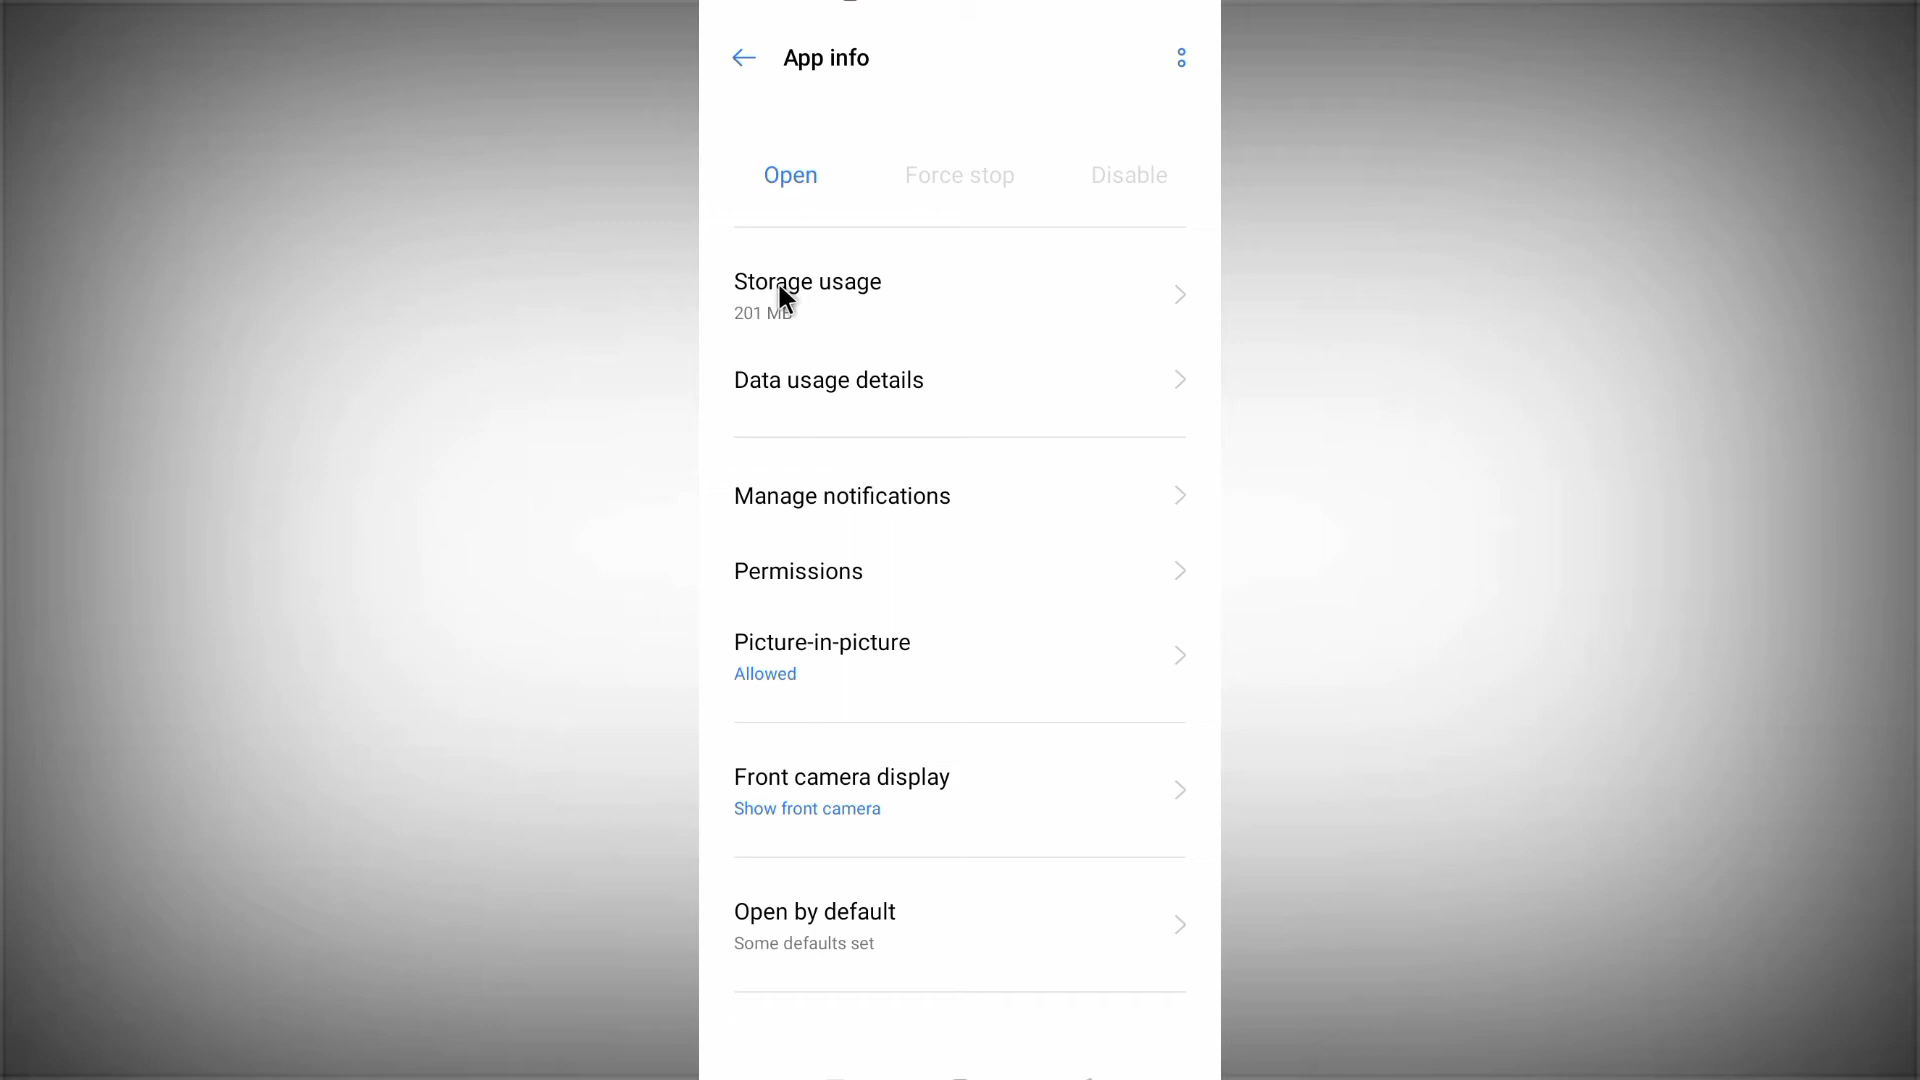 App info
Open Force stop Disable
Storage usage
201 MB
Data usage details
Manage notifications
Permissions
Picture-in-picture
Allowed
Front camera display
Show front camera
Open by default
Some defaults set